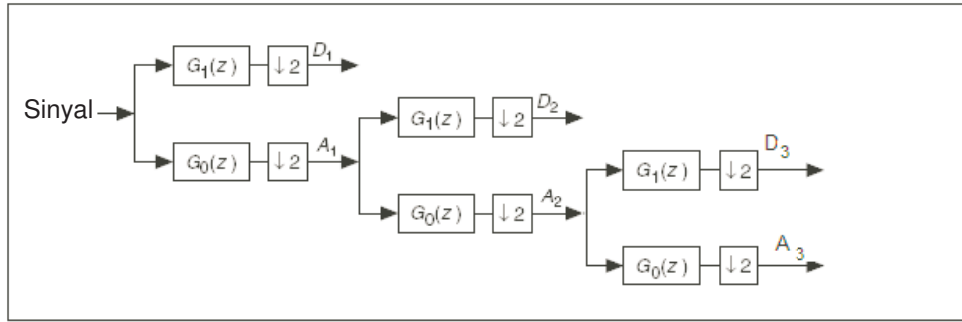 G₁(z) ↓2 D₁
Sinyal
G₀(z) ↓2 A₁
G₁(z) ↓2 D₂
G₀(z) ↓2 A₂
G₁(z) ↓2 D₃
G₀(z) ↓2 A₃